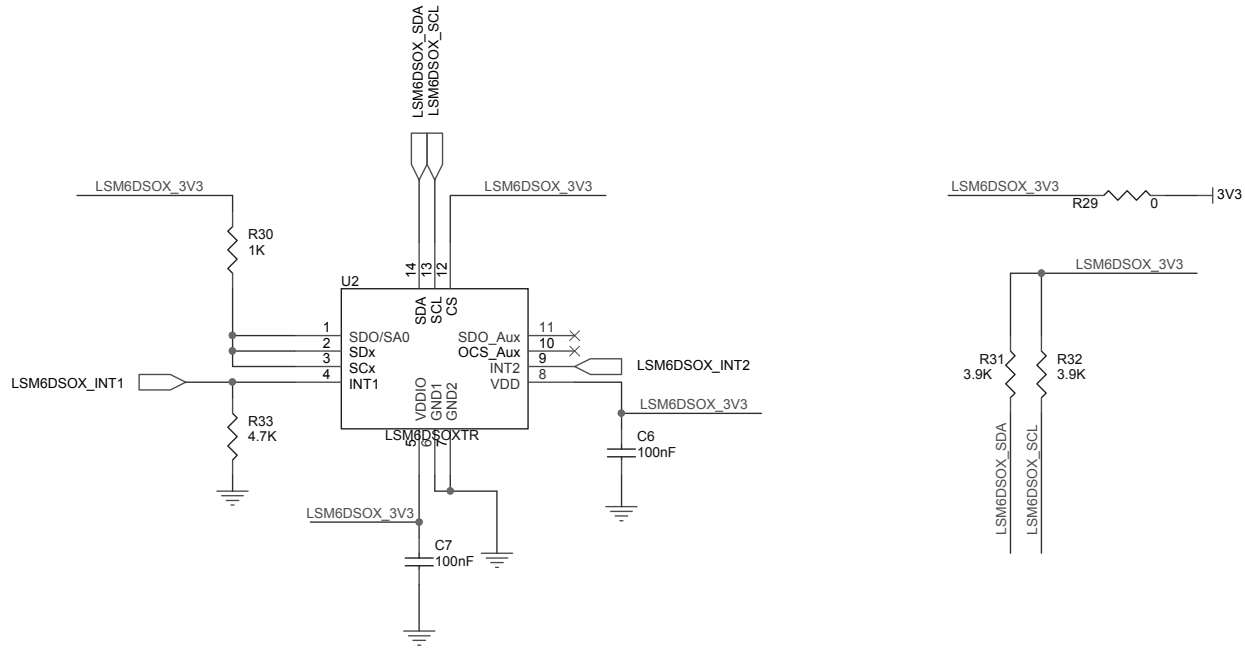 LSM6DSOX_SDA
LSM6DSOX_SCL
LSM6DSOX_3V3
LSM6DSOX_3V3
LSM6DSOX_3V3
R29
0
3V3
R30
1K
14
13
12
U2
SDA
SCL
CS
LSM6DSOX_3V3
1
SDO/SA0
SDO_Aux
11
2
SDx
OCS_Aux
10
3
SCx
INT2
9
LSM6DSOX_INT2
4
INT1
VDD
8
LSM6DSOX_INT1
R31
3.9K
R32
3.9K
VDDIO
GND1
GND2
LSM6DSOX_3V3
R33
4.7K
LSM6DSOXTR
5
6
7
C6
100nF
LSM6DSOX_SDA
LSM6DSOX_SCL
LSM6DSOX_3V3
C7
100nF